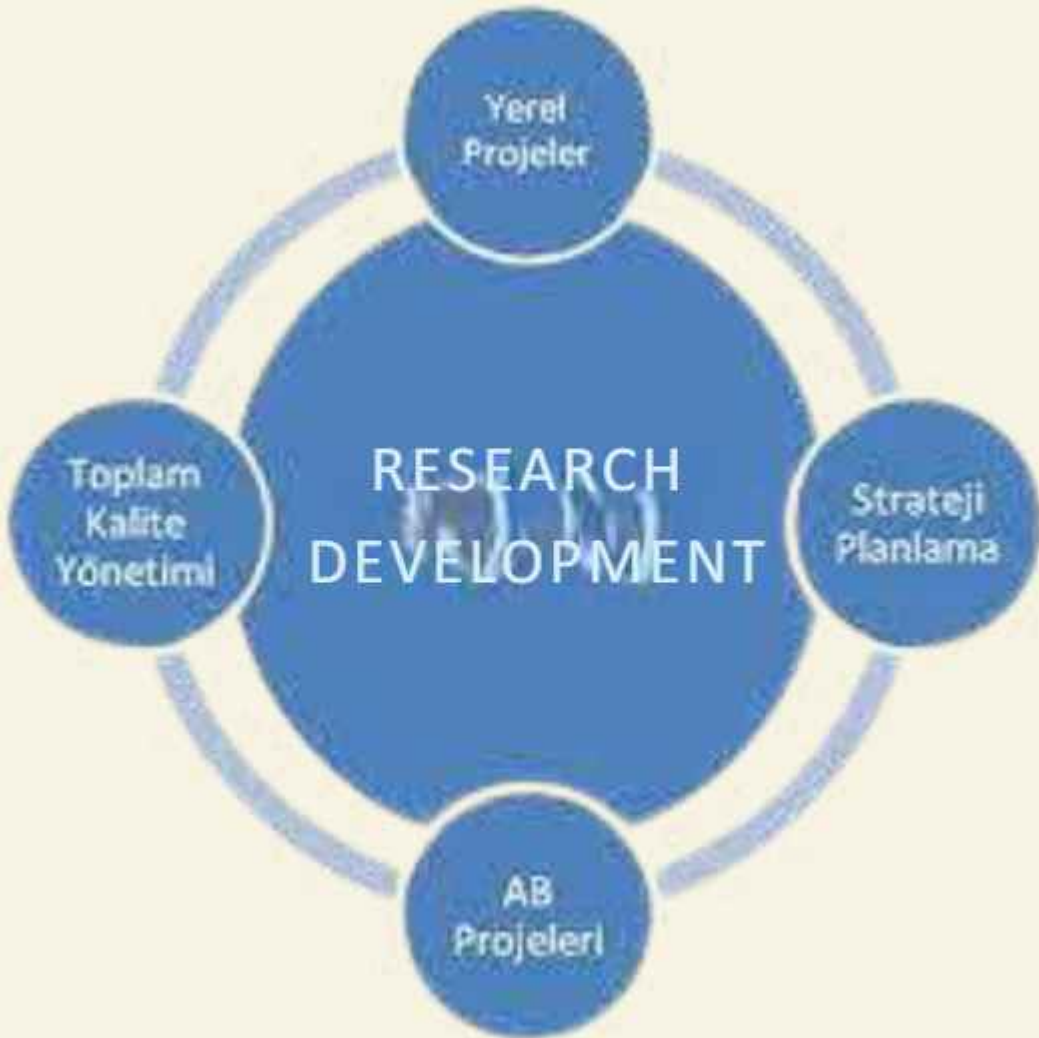 Yerel
Projeler
Toplam
Kalite
Yönetimi
RESEARCH
DEVELOPMENT
Strateji
Planlama
AB
Projeleri